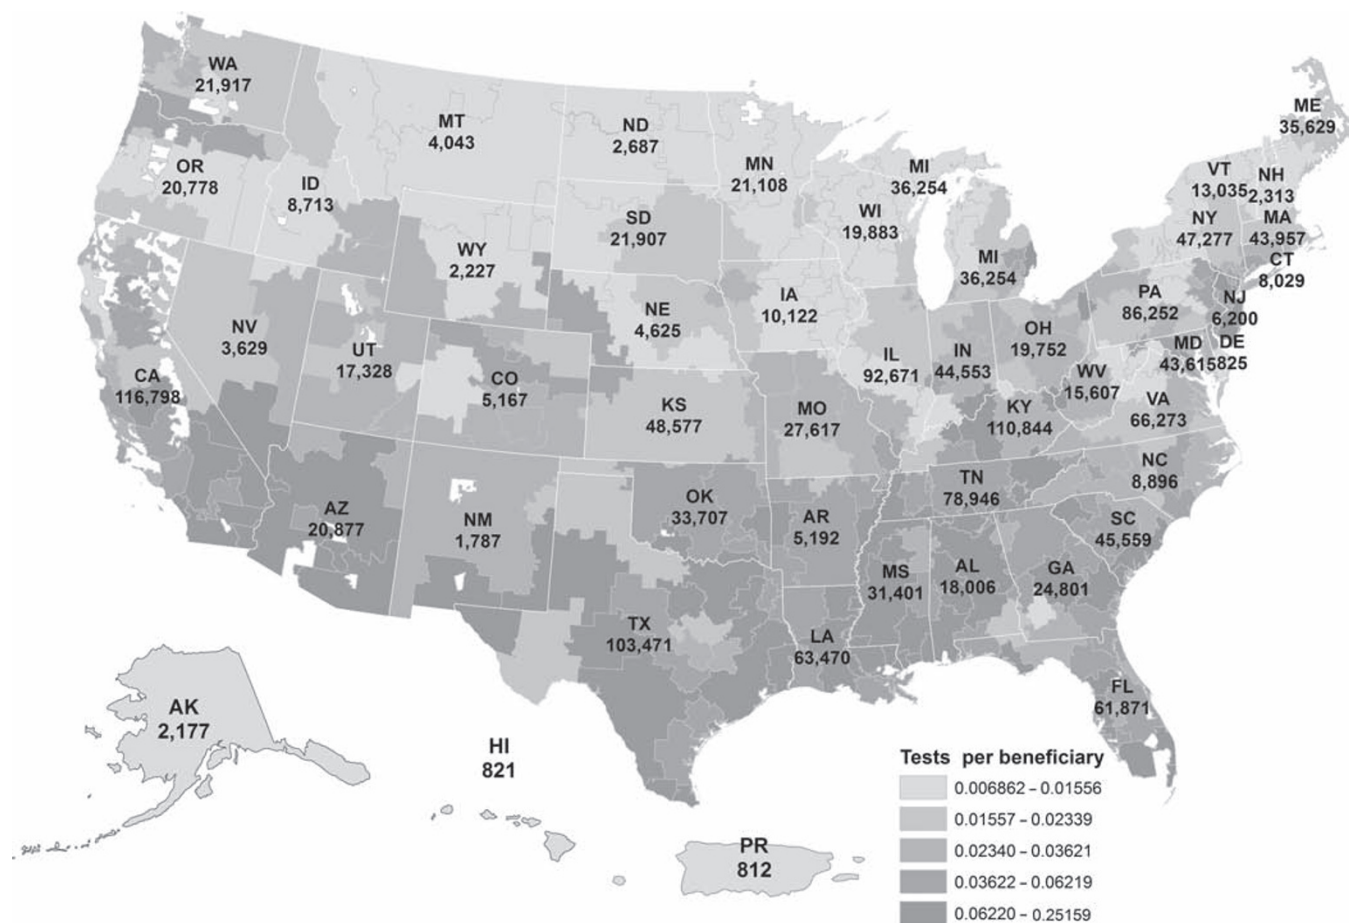 WA
21,917
MT
4,043
ND
2,687
MN
21,108
MI
36,254
ME
35,629
OR
20,778
ID
8,713
SD
21,907
WI
19,883
VT
13,035
NH
2,313
NY
47,277
MA
43,957
WY
2,227
MI
36,254
CT
8,029
NV
3,629
UT
17,328
NE
4,625
IA
10,122
PA
86,252
NJ
6,200
CA
116,798
CO
5,167
IL
92,671
IN
44,553
OH
19,752
MD
43,615
DE
825
WV
15,607
KS
48,577
MO
27,617
KY
110,844
VA
66,273
AZ
20,877
NM
1,787
OK
33,707
AR
5,192
TN
78,946
NC
8,896
SC
45,559
MS
31,401
AL
18,006
GA
24,801
TX
103,471
LA
63,470
FL
61,871
AK
2,177
HI
821
PR
812
Tests per beneficiary
0.006862 – 0.01556
0.01557 – 0.02339
0.02340 – 0.03621
0.03622 – 0.06219
0.06220 – 0.25159